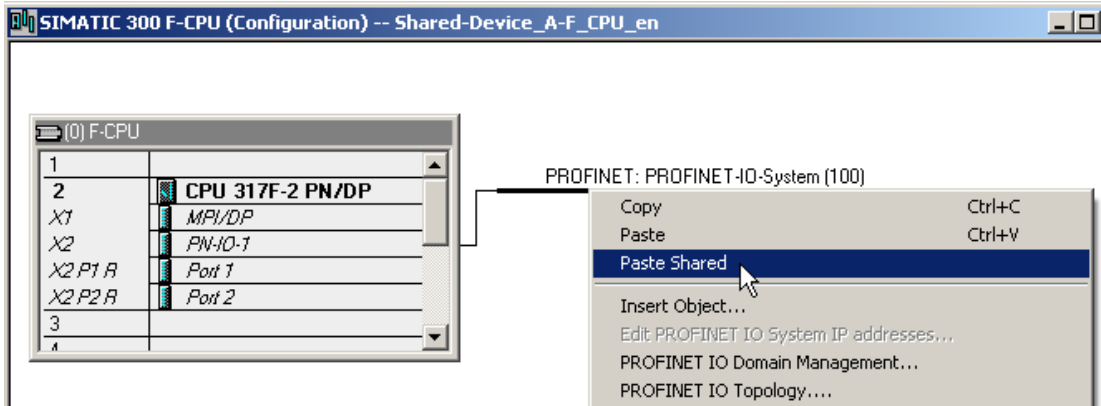 SIMATIC 300 F-CPU (Configuration) -- Shared-Device_A-F_CPU_en
(0) F-CPU
1
2 CPU 317F-2 PN/DP
X1 MPI/DP
X2 PN-IO-1
X2 P1 R Port 1
X2 P2 R Port 2
3
4
PROFINET: PROFINET-IO-System (100)
Copy Ctrl+C
Paste Ctrl+V
Paste Shared
Insert Object...
Edit PROFINET IO System IP addresses...
PROFINET IO Domain Management...
PROFINET IO Topology....